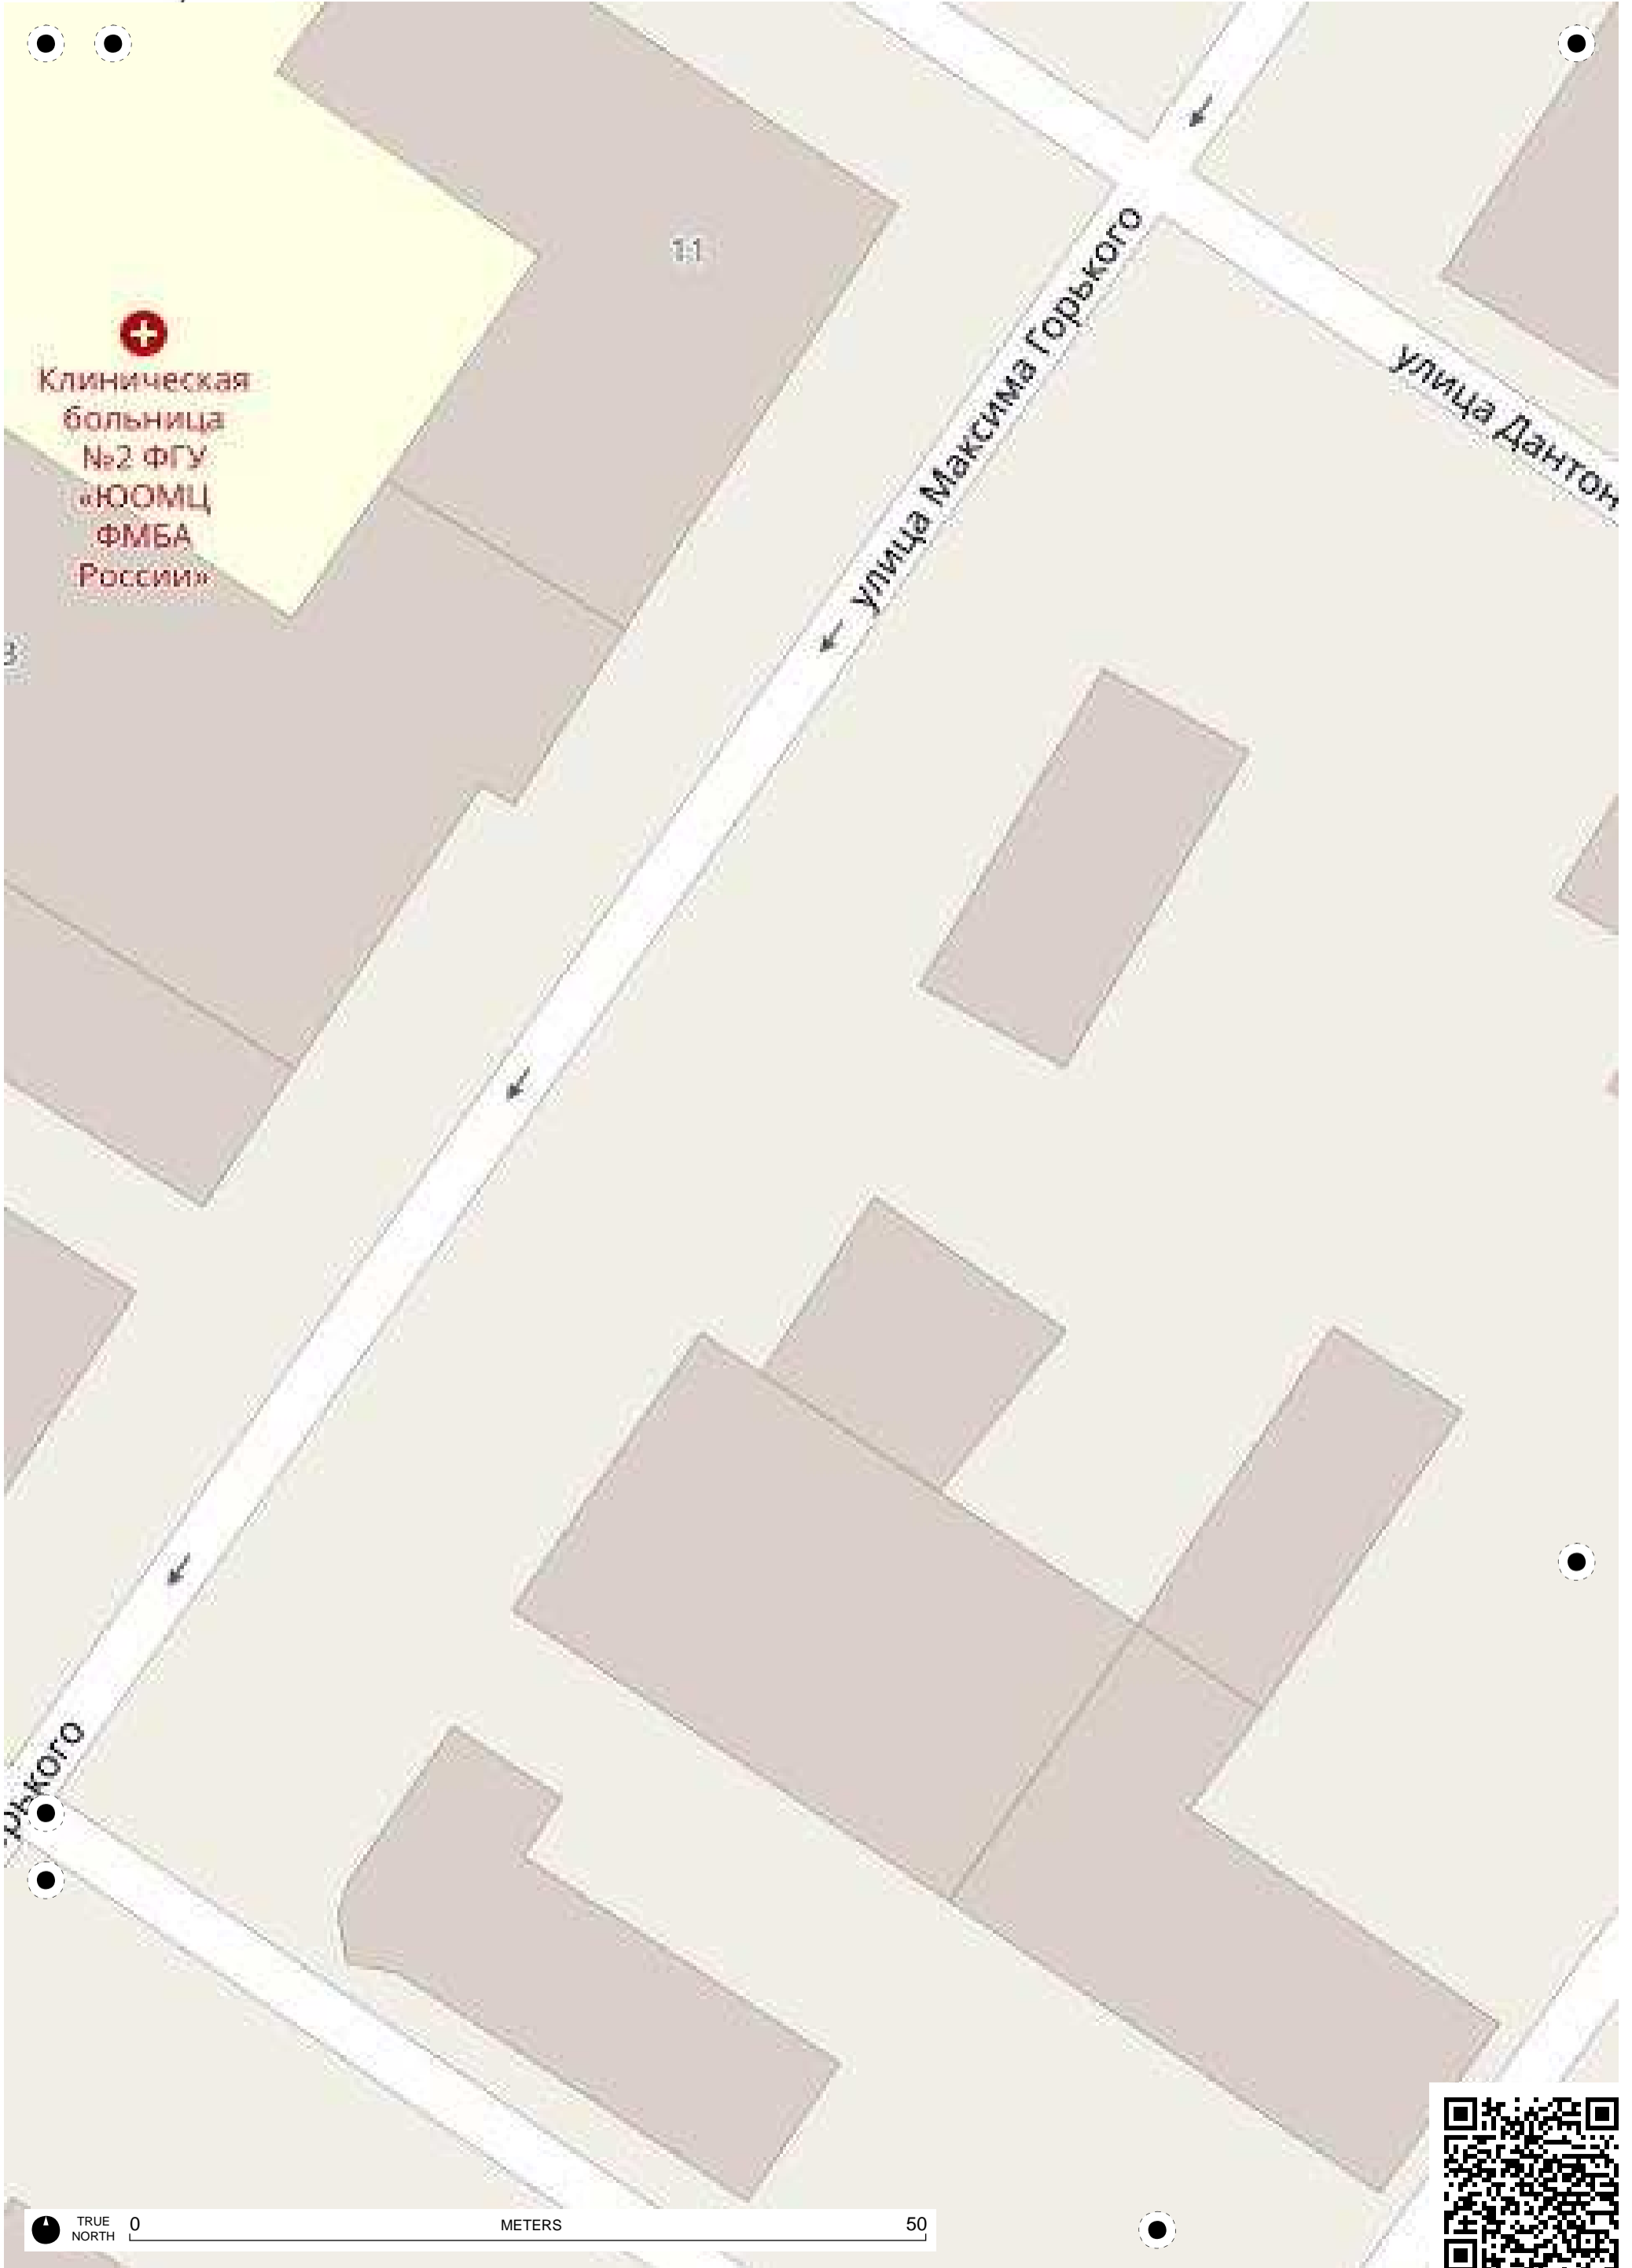 11
улица Максима Горького
улица Дантон
Клиническая
больница
№2 ФГУ
«ЮОМЦ
ФМБА
России»
рького
TRUE
NORTH
0
METERS
50